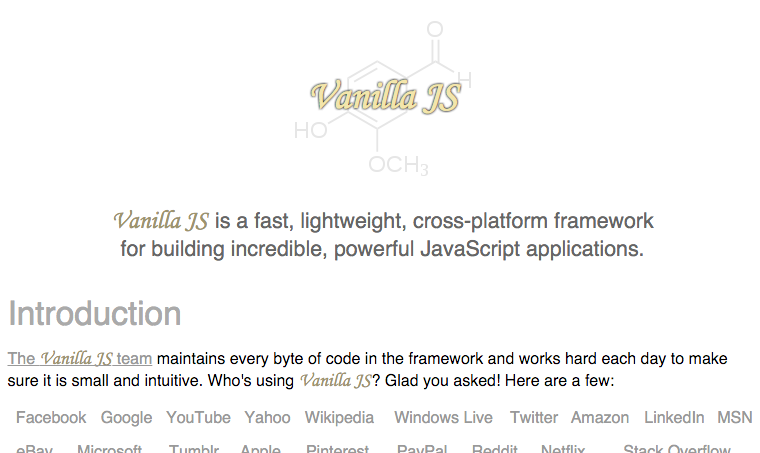 O
H
Vanilla JS
HO
OCH₃
Vanilla JS is a fast, lightweight, cross-platform framework
for building incredible, powerful JavaScript applications.
Introduction
The Vanilla JS team maintains every byte of code in the framework and works hard each day to make
sure it is small and intuitive. Who's using Vanilla JS? Glad you asked! Here are a few:
Facebook Google YouTube Yahoo Wikipedia Windows Live Twitter Amazon LinkedIn MSN
eBay Microsoft Tumblr Apple Pinterest PayPal Reddit Netflix Stack Overflow